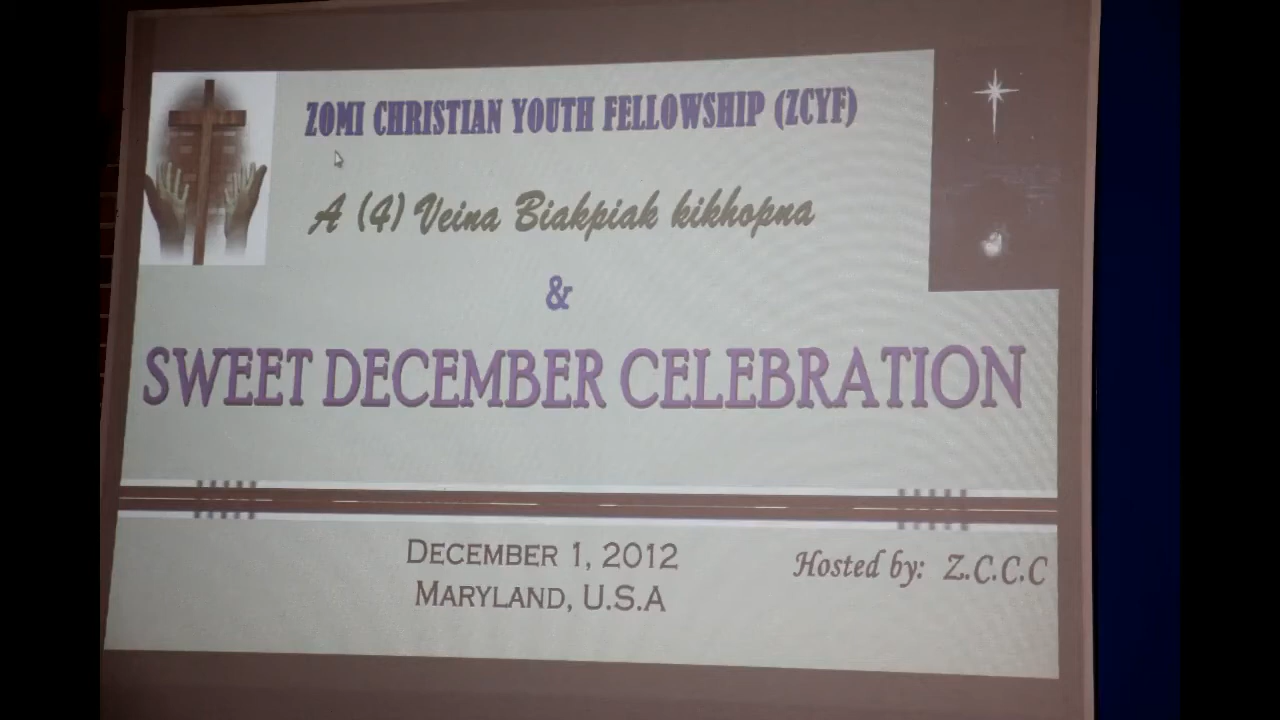 ZOMI CHRISTIAN YOUTH FELLOWSHIP (ZCYF)
A (4) Veina Biakpiak kikhopna
&
SWEET DECEMBER CELEBRATION
DECEMBER 1, 2012
MARYLAND, U.S.A
Hosted by: Z.C.C.C